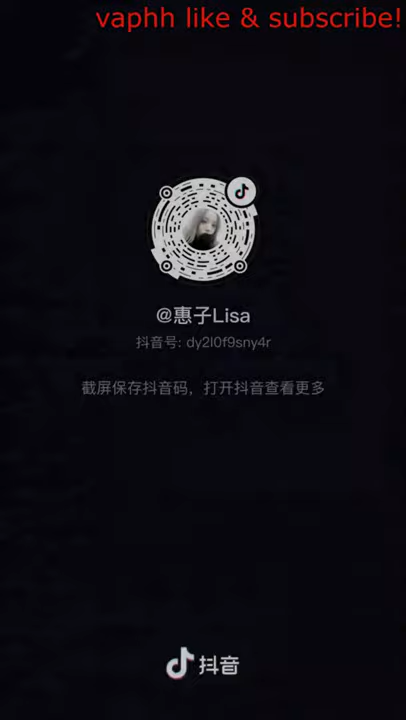 vaphh like & subscribe!
@惠子Lisa
抖音号: dy2l0f9sny4r
截屏保存抖音码，打开抖音查看更多
抖音